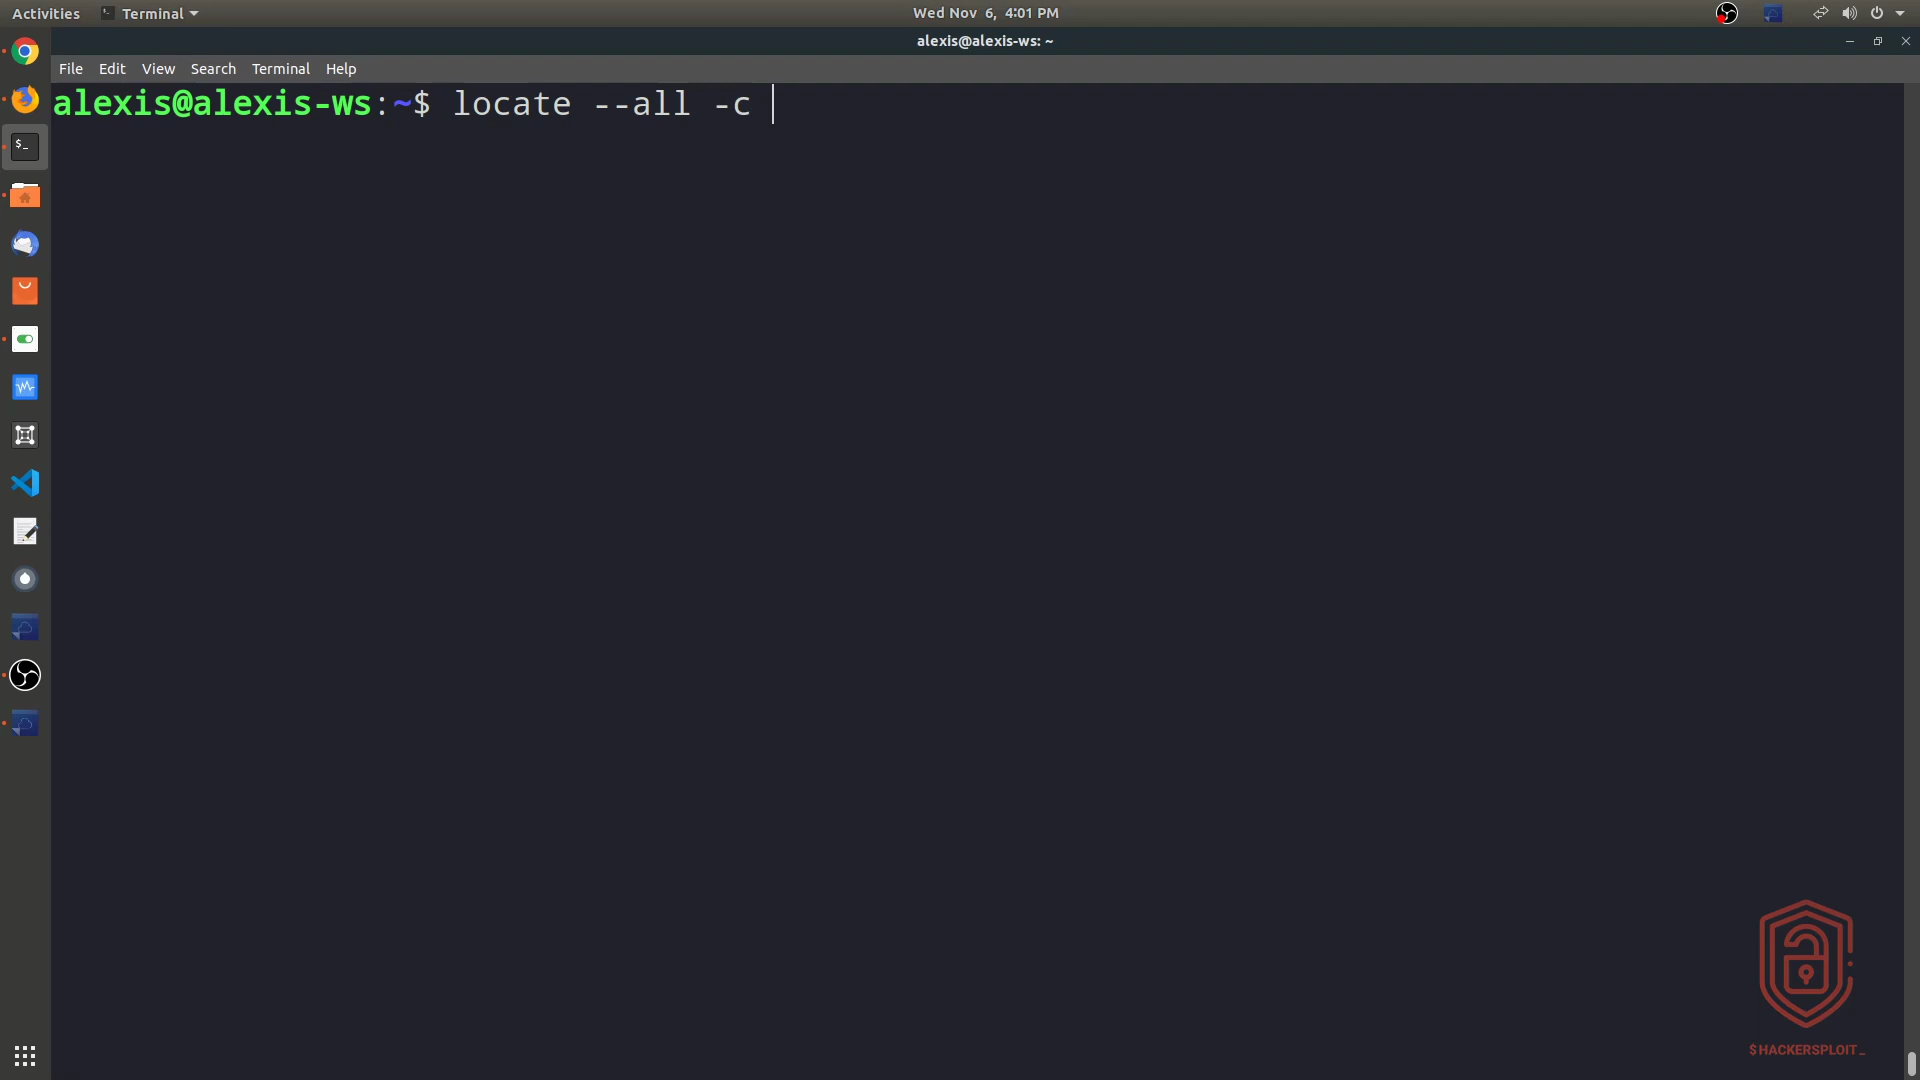 Activities Terminal Wed Nov 6, 4:01 PM
alexis@alexis-ws: ~
File Edit View Search Terminal Help
alexis@alexis-ws:~$ locate --all -c
$HACKERSPLOIT_